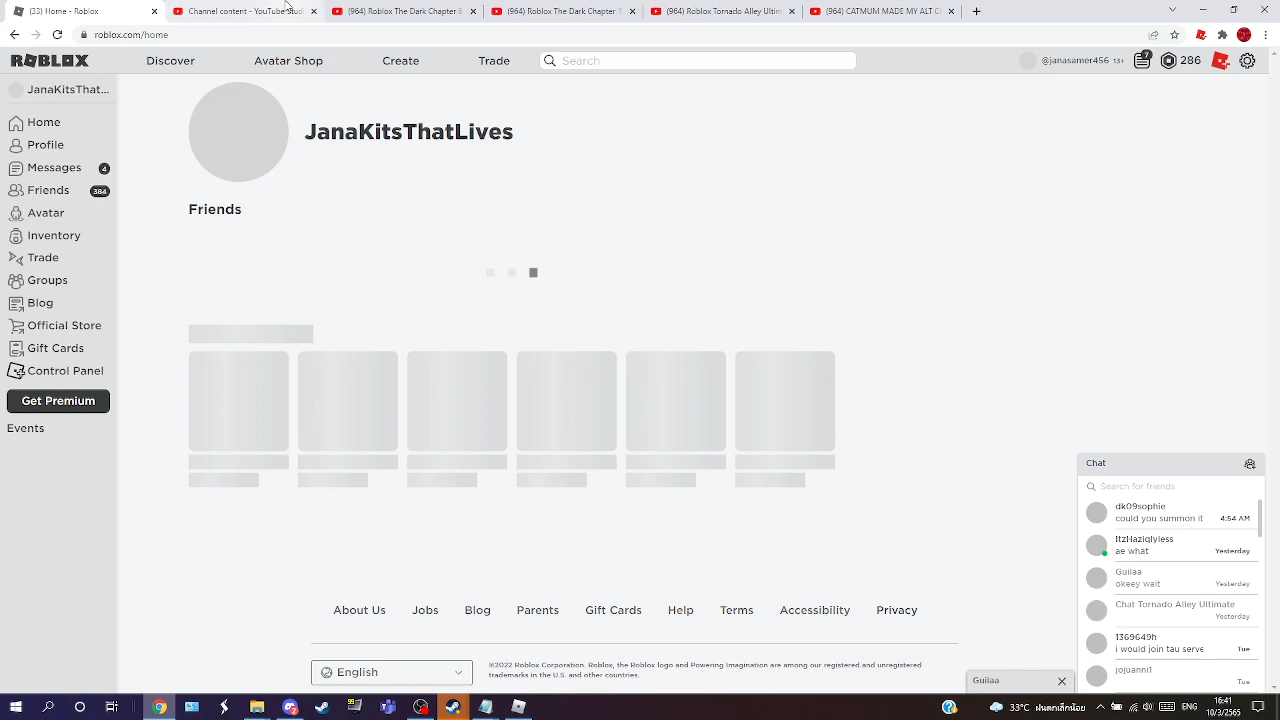 (33) Home - Roblox
Channel content - YouTube Stud
(964) Roblox The Dark Chapter 6
(964) Roblox The Dark Chapter 1
(964) Roblox Tornado Alley Ultim
(964) CATMUM MADE MY ALT C
roblox.com/home
ROBLOX
Discover
Avatar Shop
Create
Trade
Search
@janasamer456 13+
7
286
JanaKitsThat...
Home
Profile
Messages 4
Friends 384
Avatar
Inventory
Trade
Groups
Blog
Official Store
Gift Cards
Control Panel
Get Premium
Events
JanaKitsThatLives
Friends
Chat
Search for friends
dk09sophie
could you summon it 4:54 AM
ItzHaziqlyless
ae what Yesterday
Guilaa
okeey wait Yesterday
Chat Tornado Alley Ultimate
Yesterday
1369649h
i would join tau serve Tue
jojuanni1
Tue
Guilaa
About Us
Jobs
Blog
Parents
Gift Cards
Help
Terms
Accessibility
Privacy
English
©2022 Roblox Corporation. Roblox, the Roblox logo and Powering Imagination are among our registered and unregistered
trademarks in the U.S. and other countries.
33°C
16:41
10/3/2565